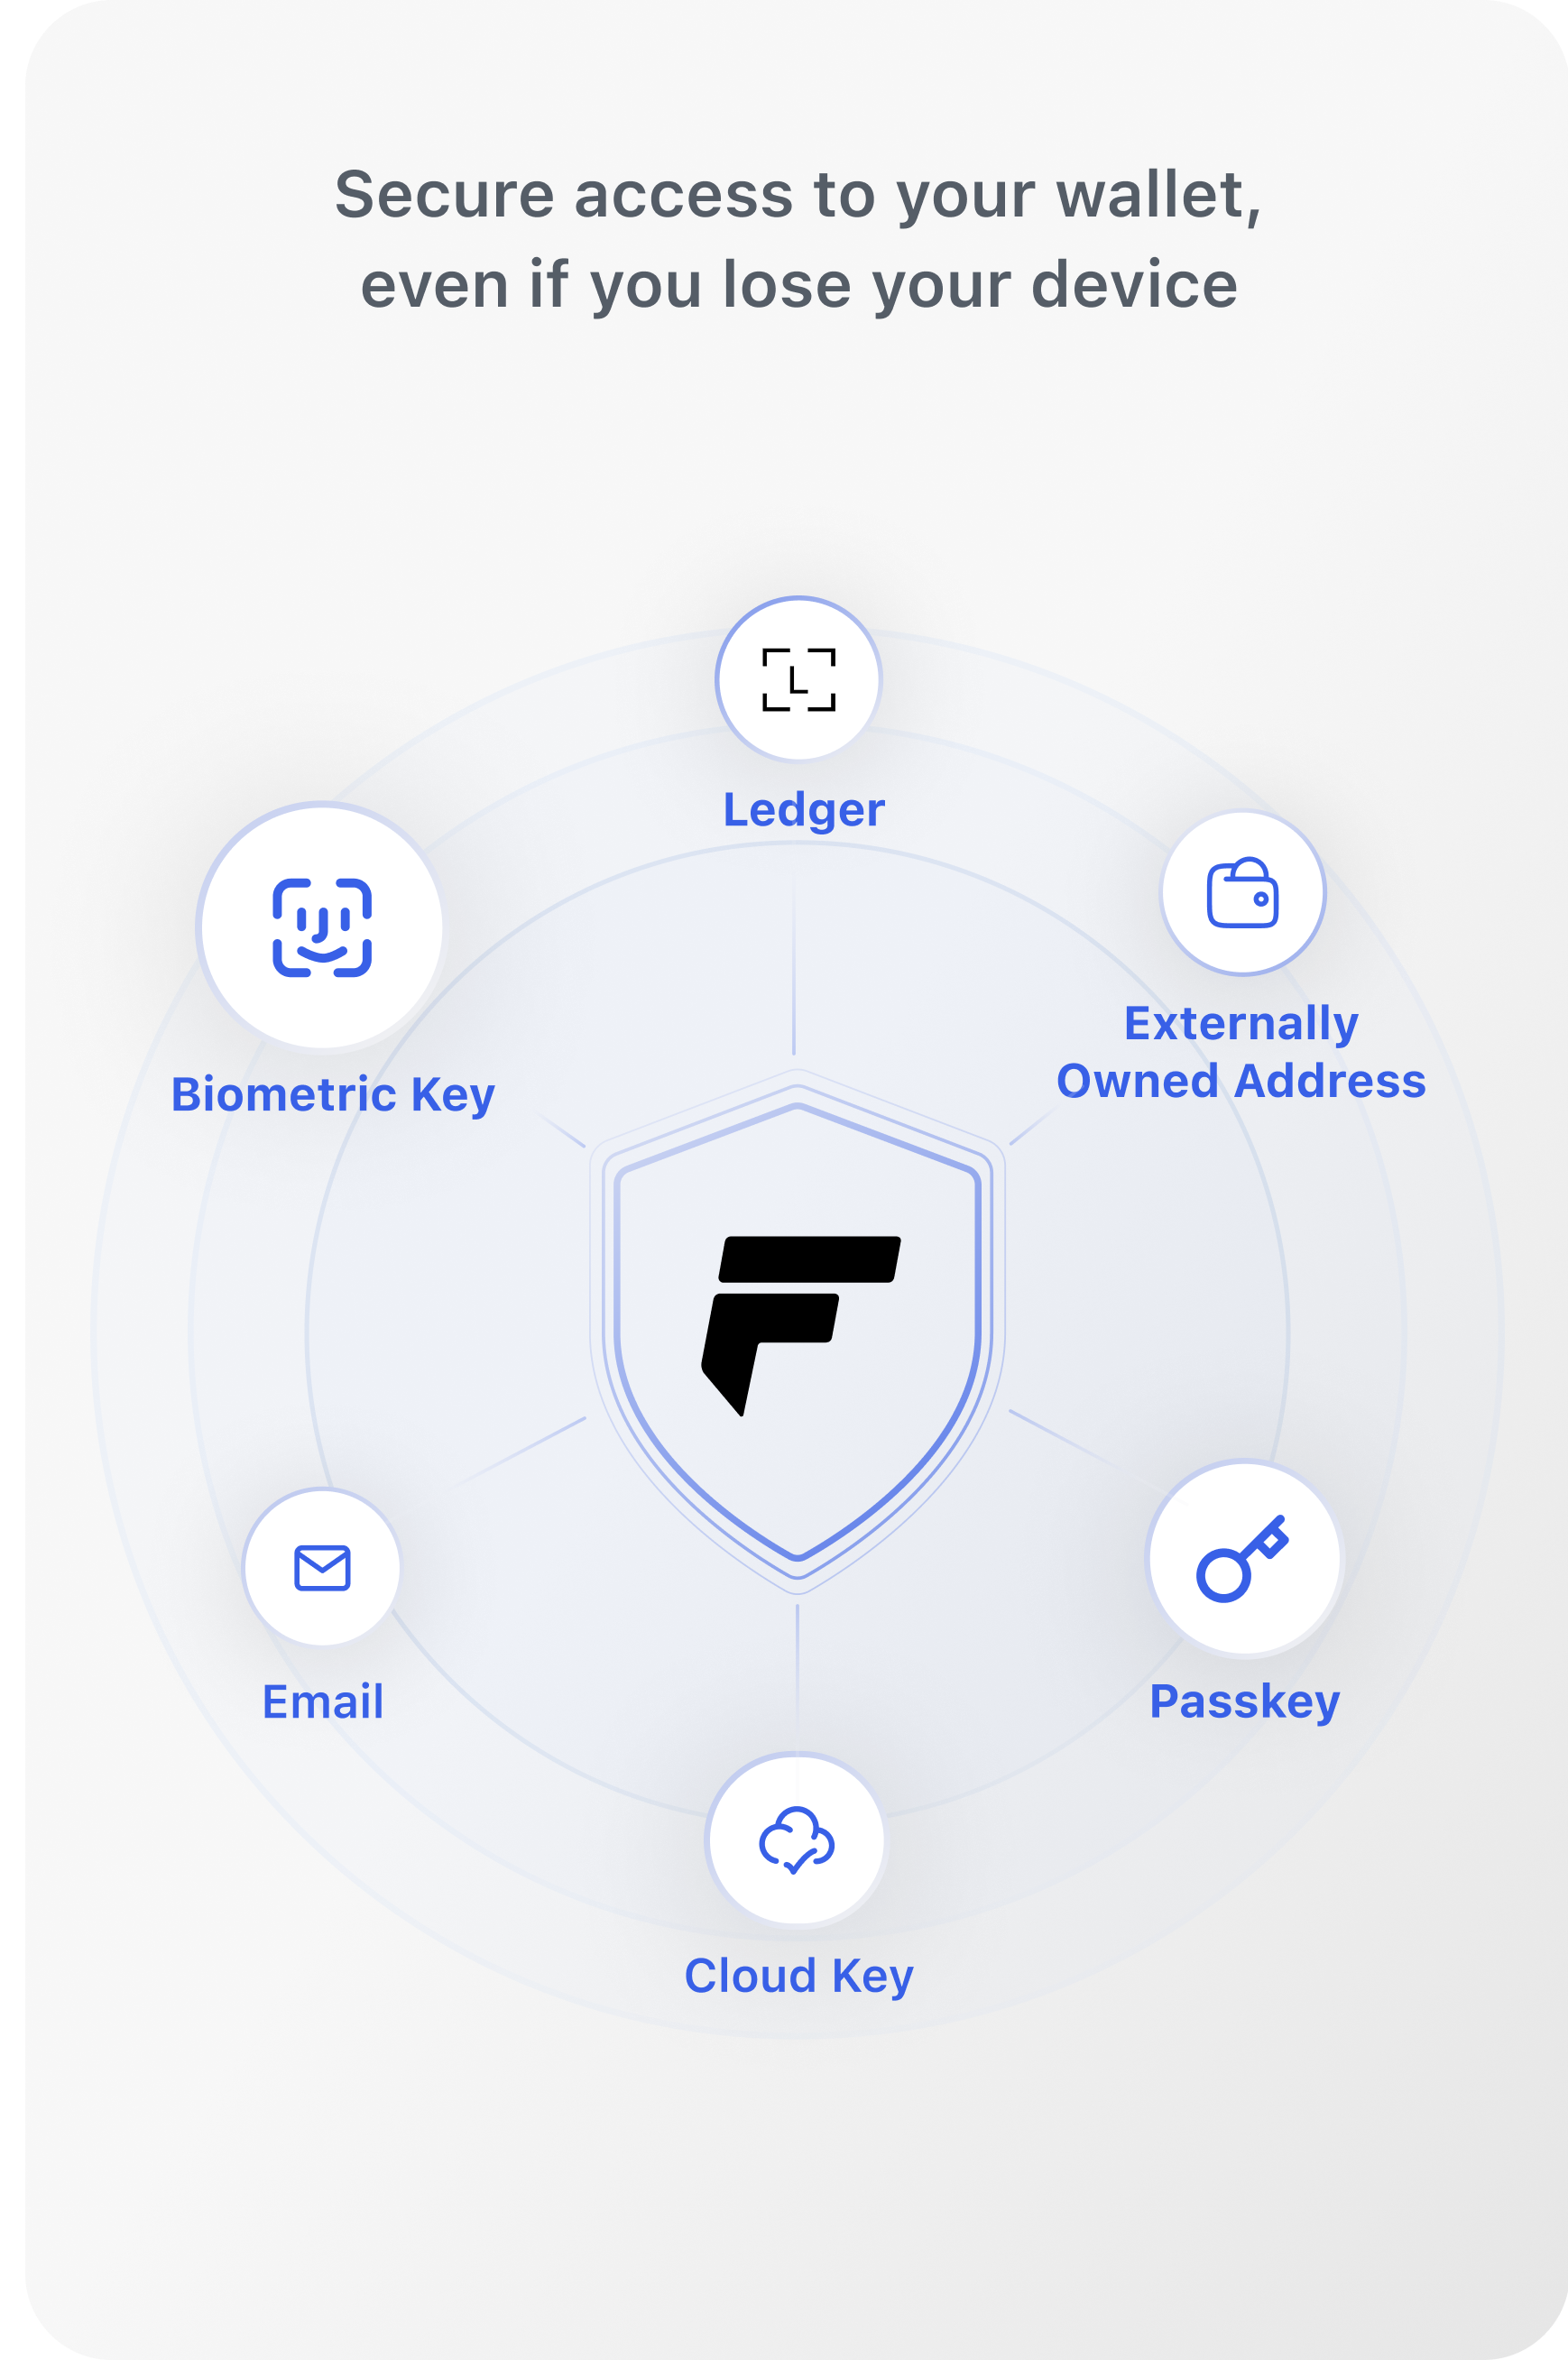 Secure access to your wallet,
even if you lose your device
Ledger
Externally
Owned Address
Biometric Key
Email
Passkey
Cloud Key